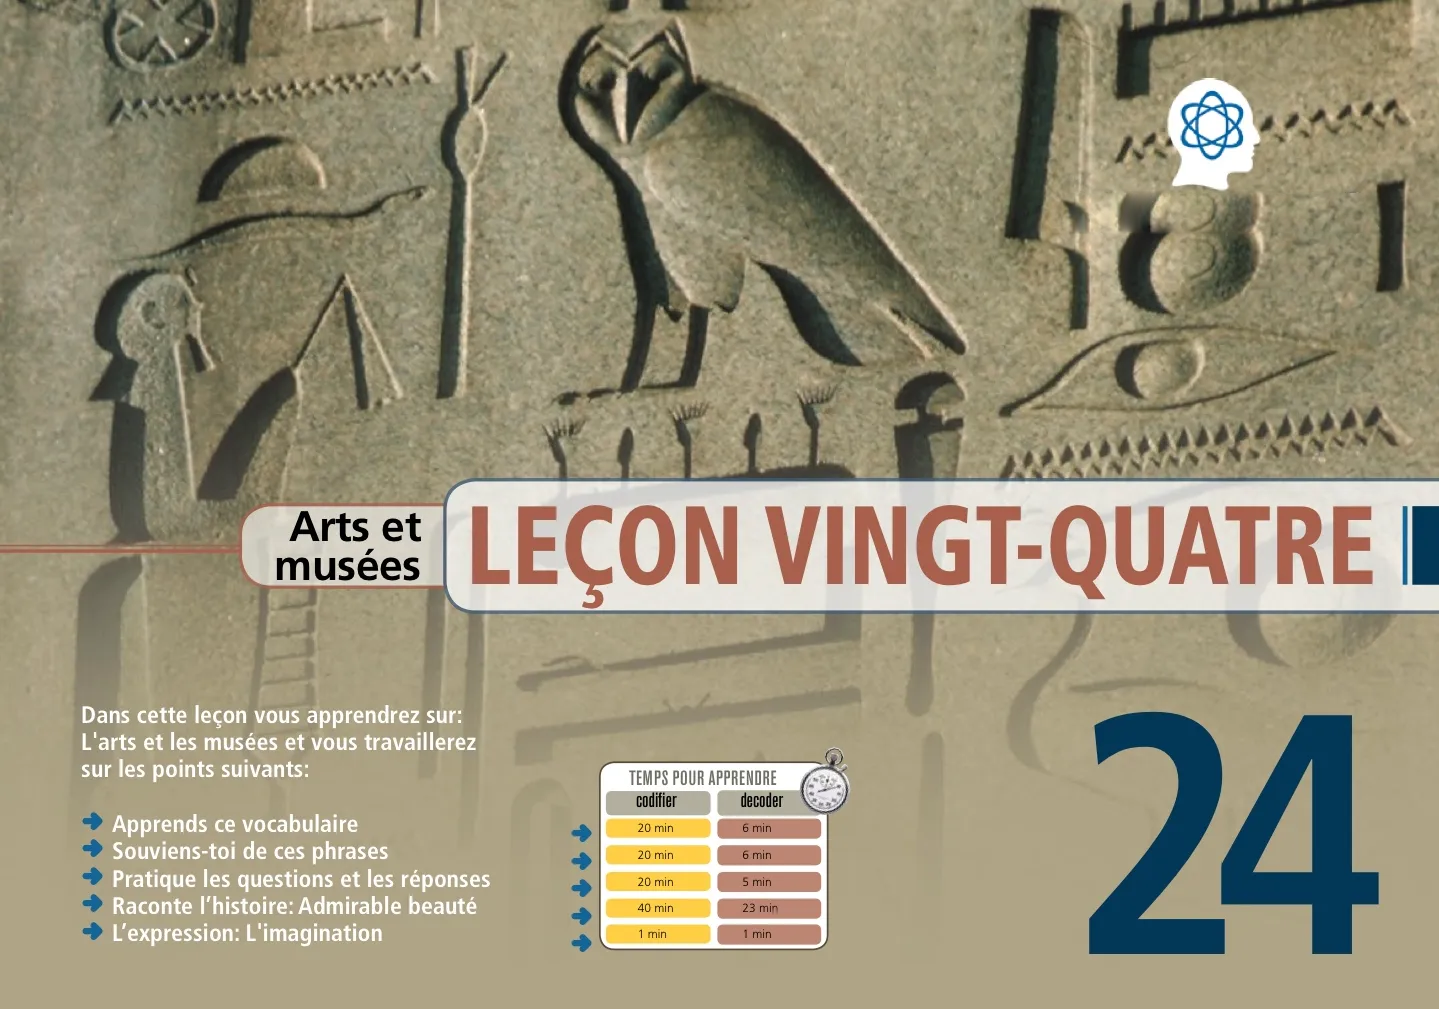 Arts et
musées
LEÇON VINGT-QUATRE
Dans cette leçon vous apprendrez sur:
L'arts et les musées et vous travaillerez
sur les points suivants:
Apprends ce vocabulaire
Souviens-toi de ces phrases
Pratique les questions et les réponses
Raconte l’histoire: Admirable beauté
L’expression: L'imagination
TEMPS POUR APPRENDRE
codifier decoder
20 min 6 min
20 min 6 min
20 min 5 min
40 min 23 min
1 min 1 min
24